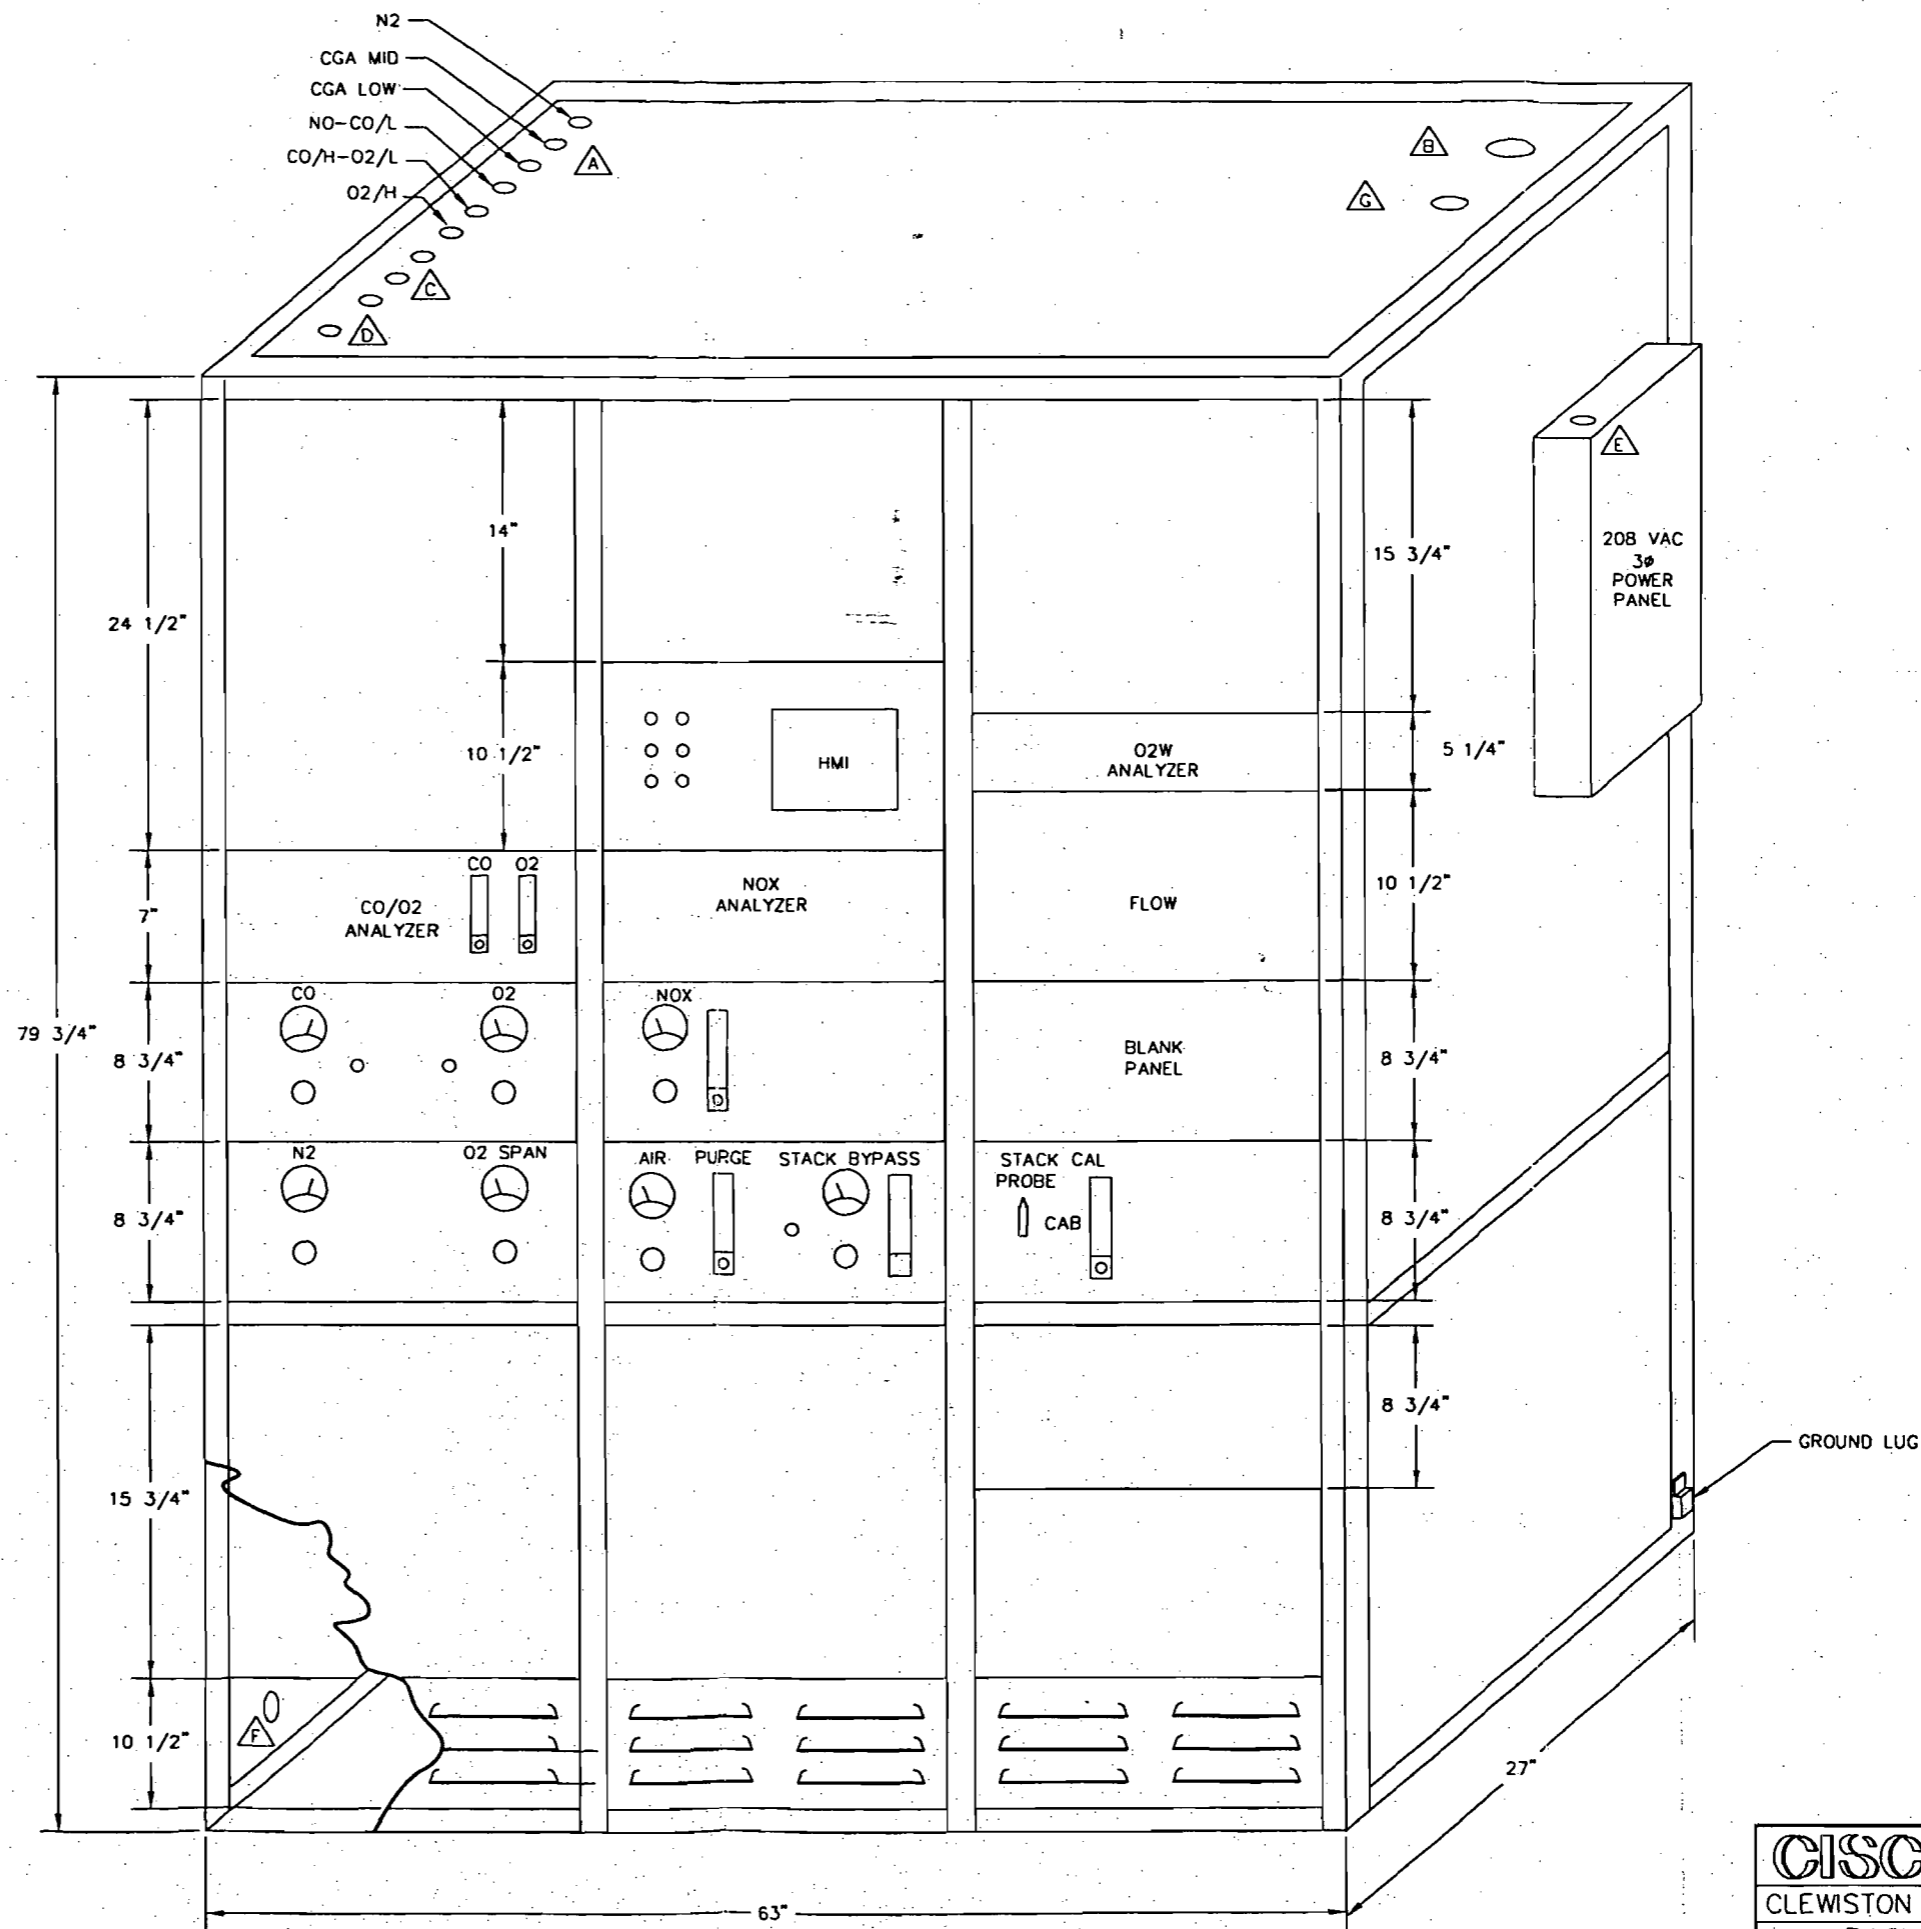 N2
CGA MID
CGA LOW
NO-CO/L
CO/H-O2/L
O2/H
A
B
G
C
D
E
208 VAC
3ø
POWER
PANEL
14"
15 3/4"
24 1/2"
10 1/2"
HMI
O2W
ANALYZER
5 1/4"
7"
CO/O2
ANALYZER
CO O2
NOX
ANALYZER
FLOW
10 1/2"
79 3/4"
8 3/4"
CO O2
NOX
BLANK
PANEL
8 3/4"
8 3/4"
N2 O2 SPAN
AIR PURGE STACK BYPASS
STACK CAL
PROBE
CAB
8 3/4"
8 3/4"
GROUND LUG
15 3/4"
10 1/2"
F
27"
63"
CISC
CLEWISTON